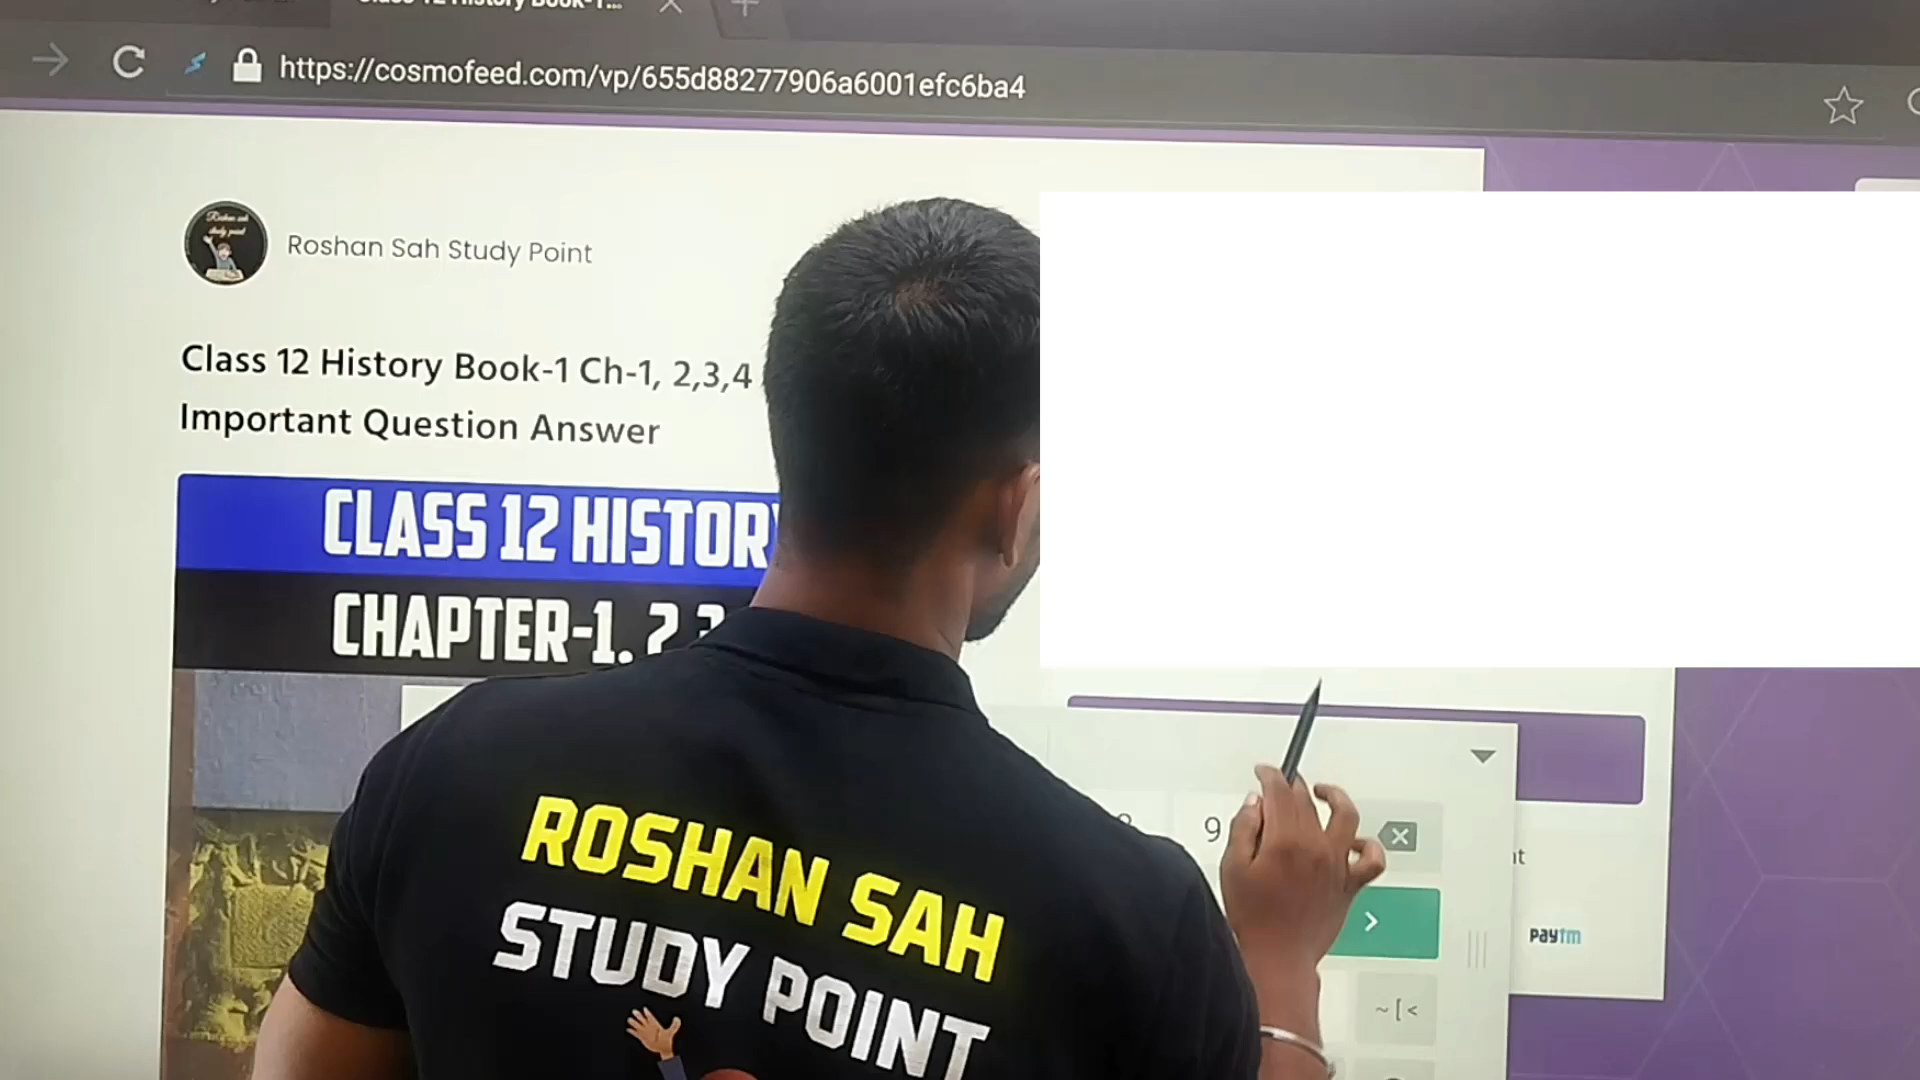 https://cosmofeed.com/vp/655d88277906a6001efc6ba4
Roshan Sah Study Point
Class 12 History Book-1 Ch-1, 2,3,4
Important Question Answer
CLASS 12 HISTORY
CHAPTER-1, 2
9
ROSHAN SAH
STUDY POINT
paytm
~[<